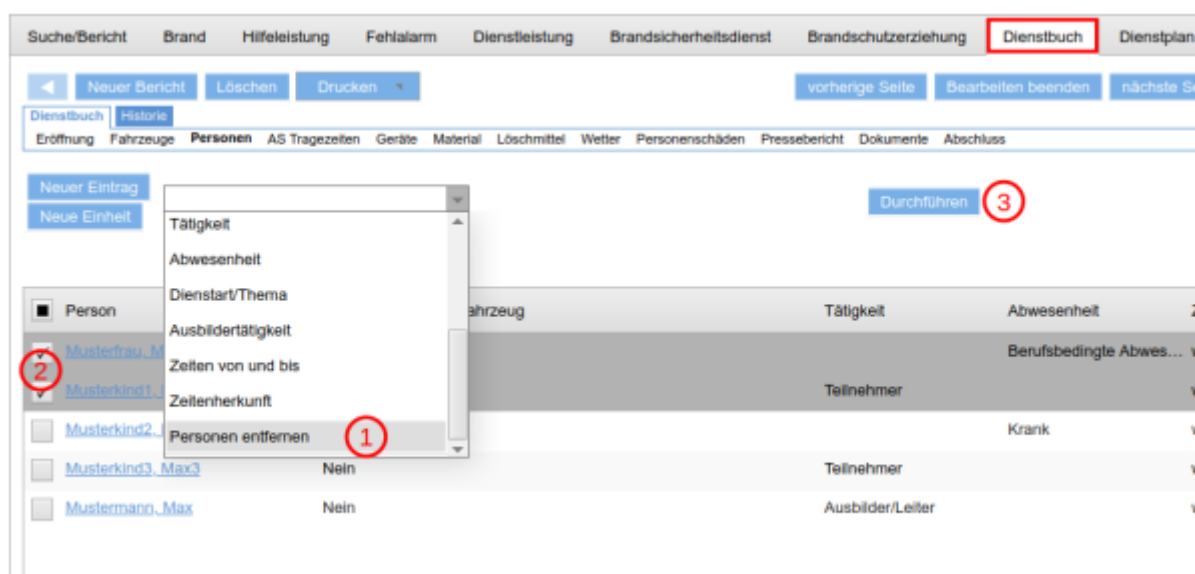 Suche/Bericht Brand Hilfeleistung Fehlalarm Dienstleistung Brandsicherheitsdienst Brandschutzerziehung Dienstbuch Dienstplan
Neuer Bericht Löschen Drucken vorherige Seite Bearbeiten beenden nächste
Dienstbuch Historie
Eröffnung Fahrzeuge Personen AS Tragezeiten Geräte Material Löschmittel Wetter Personenschäden Pressebericht Dokumente Abschluss
Neuer Eintrag
Durchführen 3
Neue Einheit
Tätigkeit
Abwesenheit
Dienstart/Thema
Ausbildertätigkeit
Zeiten von und bis
Zeitenherkunft
Personen entfernen 1
Person ahrzeug Tätigkeit Abwesenheit
Musterfrau, Berufsbedingte Abwes...
2
Musterkind1, Teilnehmer
Musterkind2, Krank
Musterkind3, Max3 Nein Teilnehmer
Mustermann, Max Nein Ausbilder/Leiter